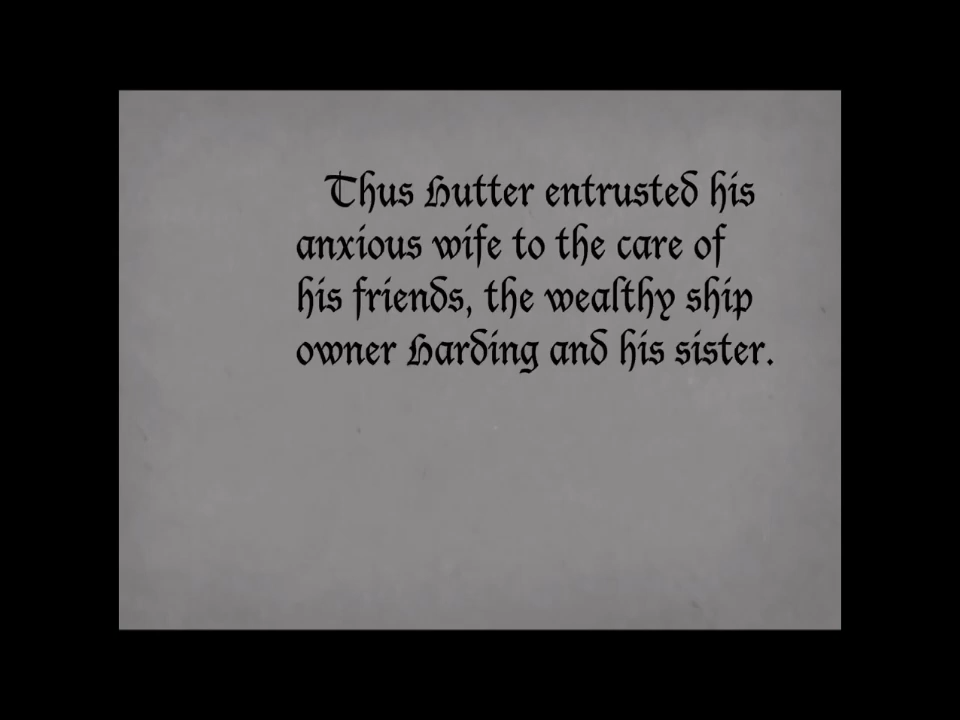 Thus Hutter entrusted his
anxious wife to the care of
his friends, the wealthy ship
owner Harding and his sister.